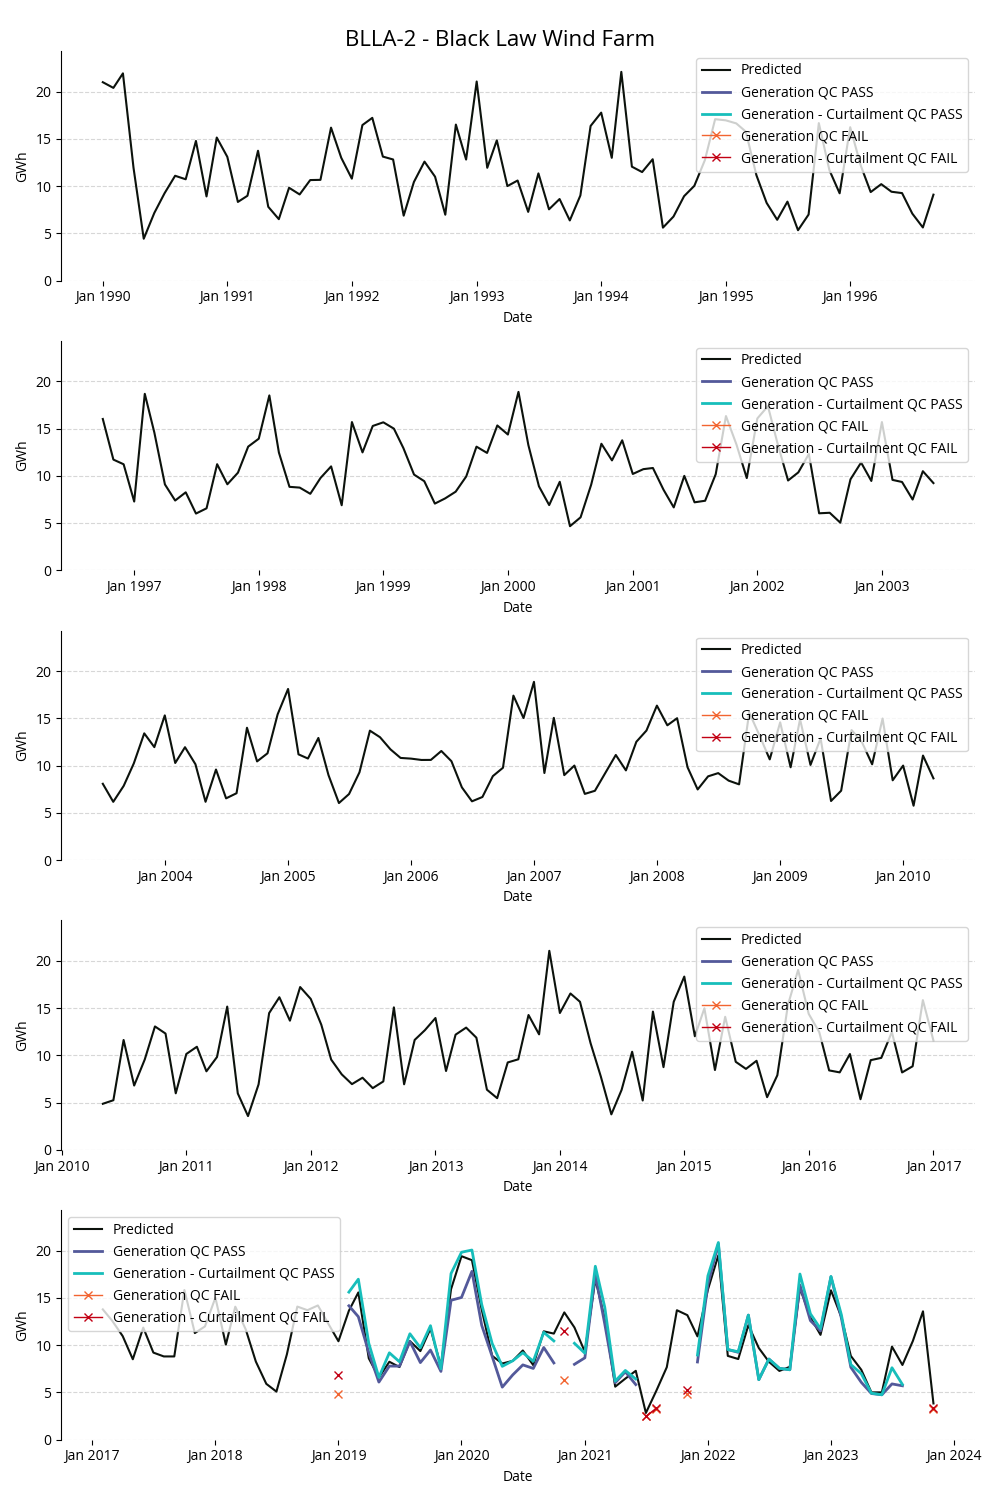 BLLA-2 - Black Law Wind Farm
Predicted
Generation QC PASS
Generation - Curtailment QC PASS
Generation QC FAIL
Generation - Curtailment QC FAIL
GWh
20
15
10
5
0
Jan 1990 Jan 1991 Jan 1992 Jan 1993 Jan 1994 Jan 1995 Jan 1996
Date
Predicted
Generation QC PASS
Generation - Curtailment QC PASS
Generation QC FAIL
Generation - Curtailment QC FAIL
GWh
20
15
10
5
0
Jan 1997 Jan 1998 Jan 1999 Jan 2000 Jan 2001 Jan 2002 Jan 2003
Date
Predicted
Generation QC PASS
Generation - Curtailment QC PASS
Generation QC FAIL
Generation - Curtailment QC FAIL
GWh
20
15
10
5
0
Jan 2004 Jan 2005 Jan 2006 Jan 2007 Jan 2008 Jan 2009 Jan 2010
Date
Predicted
Generation QC PASS
Generation - Curtailment QC PASS
Generation QC FAIL
Generation - Curtailment QC FAIL
GWh
20
15
10
5
0
Jan 2010 Jan 2011 Jan 2012 Jan 2013 Jan 2014 Jan 2015 Jan 2016 Jan 2017
Date
Predicted
Generation QC PASS
Generation - Curtailment QC PASS
Generation QC FAIL
Generation - Curtailment QC FAIL
GWh
20
15
10
5
0
Jan 2017 Jan 2018 Jan 2019 Jan 2020 Jan 2021 Jan 2022 Jan 2023 Jan 2024
Date